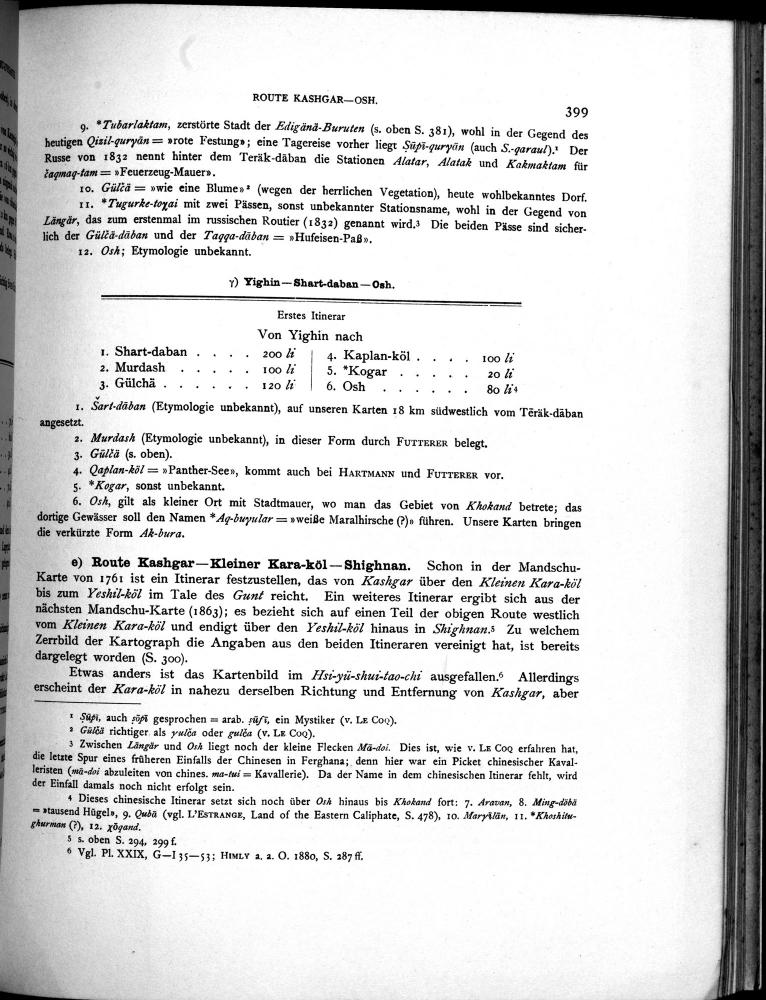 ROUTE KASHGAR—OSH.
399
9. *Tubarlaktam, zerstörte Stadt der Edigänä-Buruten (s. oben S. 381), wohl in der Gegend des
heutigen Qizil-quryān = »rote Festung»; eine Tagereise vorher liegt Ṣūpī-quryān (auch S.-qaraul).¹ Der
Russe von 1832 nennt hinter dem Teräk-däban die Stationen Alatar, Alatak und Kakmaktam für
čaqmaq-tam = »Feuerzeug-Mauer».
10. Gülčä = »wie eine Blume»² (wegen der herrlichen Vegetation), heute wohlbekanntes Dorf.
11. *Tugurke-toχai mit zwei Pässen, sonst unbekannter Stationsname, wohl in der Gegend von
Längär, das zum erstenmal im russischen Routier (1832) genannt wird.³ Die beiden Pässe sind sicher-
lich der Gülčä-däban und der Taqqa-däban = »Hufeisen-Paß».
12. Osh; Etymologie unbekannt.
γ) Yighin—Shart-daban—Osh.
Erstes Itinerar
Von Yighin nach
1. Shart-daban . . . . 200 li
2. Murdash . . . . . 100 li
3. Gülchä . . . . . . 120 li
4. Kaplan-köl . . . . 100 li
5. *Kogar . . . . . 20 li
6. Osh . . . . . . 80 li⁴
1. Šart-däban (Etymologie unbekannt), auf unseren Karten 18 km südwestlich vom Tēräk-däban
angesetzt.
2. Murdash (Etymologie unbekannt), in dieser Form durch FUTTERER belegt.
3. Gülčä (s. oben).
4. Qaplan-köl = »Panther-See», kommt auch bei HARTMANN und FUTTERER vor.
5. *Kogar, sonst unbekannt.
6. Osh, gilt als kleiner Ort mit Stadtmauer, wo man das Gebiet von Khokand betrete; das
dortige Gewässer soll den Namen *Aq-buyular = »weiße Maralhirsche (?)» führen. Unsere Karten bringen
die verkürzte Form Ak-bura.
e) Route Kashgar—Kleiner Kara-köl—Shighnan. Schon in der Mandschu-
Karte von 1761 ist ein Itinerar festzustellen, das von Kashgar über den Kleinen Kara-köl
bis zum Yeshil-köl im Tale des Gunt reicht. Ein weiteres Itinerar ergibt sich aus der
nächsten Mandschu-Karte (1863); es bezieht sich auf einen Teil der obigen Route westlich
vom Kleinen Kara-köl und endigt über den Yeshil-köl hinaus in Shighnan.⁵ Zu welchem
Zerrbild der Kartograph die Angaben aus den beiden Itineraren vereinigt hat, ist bereits
dargelegt worden (S. 300).
Etwas anders ist das Kartenbild im Hsi-yü-shui-tao-chi ausgefallen.⁶ Allerdings
erscheint der Kara-köl in nahezu derselben Richtung und Entfernung von Kashgar, aber
¹ Ṣūpī, auch ṣōpī gesprochen = arab. ṣūfī, ein Mystiker (v. LE COQ).
² Gülčä richtiger als yulča oder gulča (v. LE COQ).
³ Zwischen Längär und Osh liegt noch der kleine Flecken Mä-doi. Dies ist, wie v. LE COQ erfahren hat,
die letzte Spur eines früheren Einfalls der Chinesen in Ferghana; denn hier war ein Picket chinesischer Kaval-
leristen (mä-doi abzuleiten von chines. ma-tui = Kavallerie). Da der Name in dem chinesischen Itinerar fehlt, wird
der Einfall damals noch nicht erfolgt sein.
⁴ Dieses chinesische Itinerar setzt sich noch über Osh hinaus bis Khokand fort: 7. Aravan, 8. Ming-döbä
= »tausend Hügel», 9. Qubā (vgl. L'ESTRANGE, Land of the Eastern Caliphate, S. 478), 10. Maryïlān, 11. *Khoshitu-
ghurman (?), 12. χōqand.
⁵ s. oben S. 294, 299 f.
⁶ Vgl. Pl. XXIX, G—I 35—53; HIMLY a. a. O. 1880, S. 287 ff.